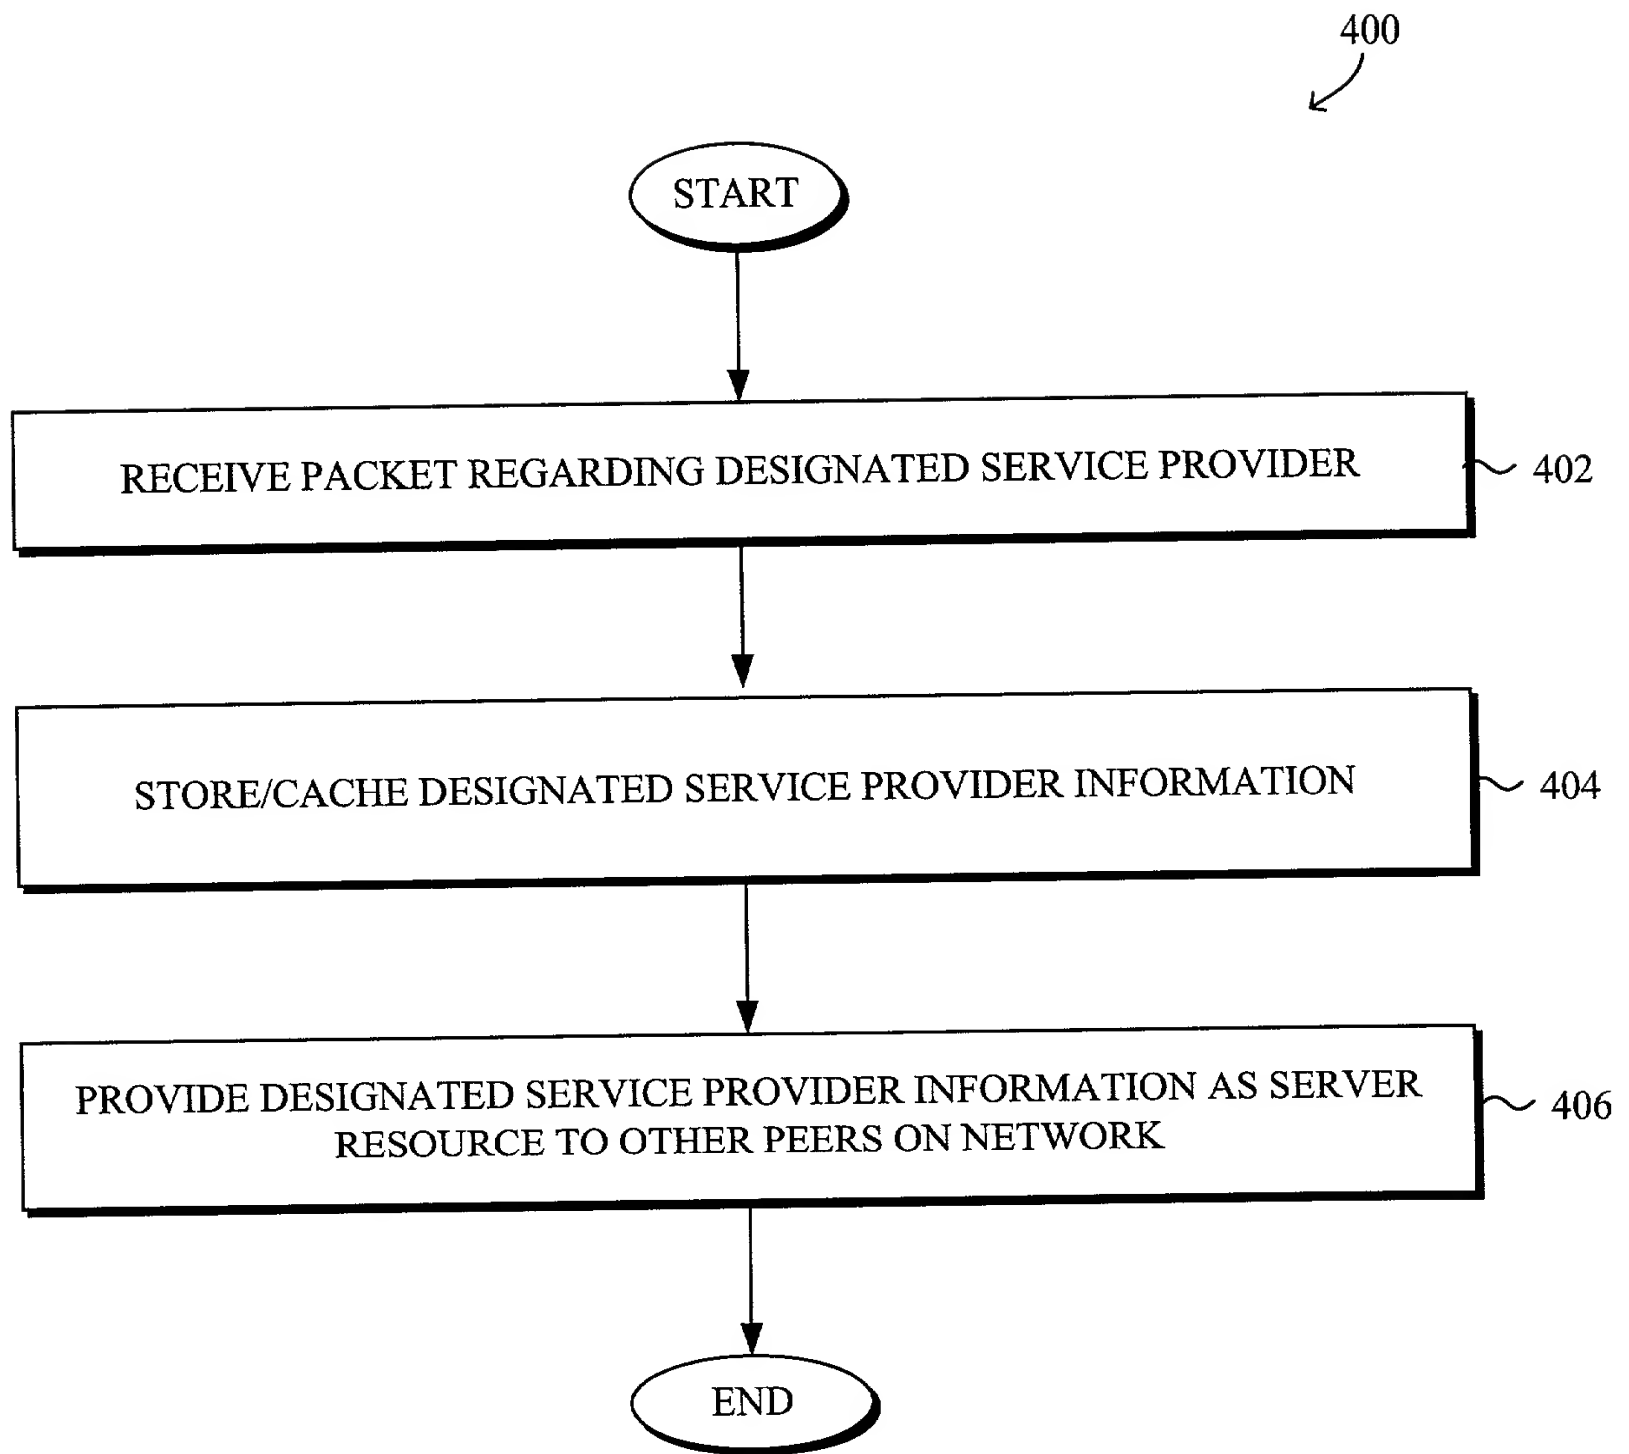 400
START
RECEIVE PACKET REGARDING DESIGNATED SERVICE PROVIDER
402
STORE/CACHE DESIGNATED SERVICE PROVIDER INFORMATION
404
PROVIDE DESIGNATED SERVICE PROVIDER INFORMATION AS SERVER
RESOURCE TO OTHER PEERS ON NETWORK
406
END